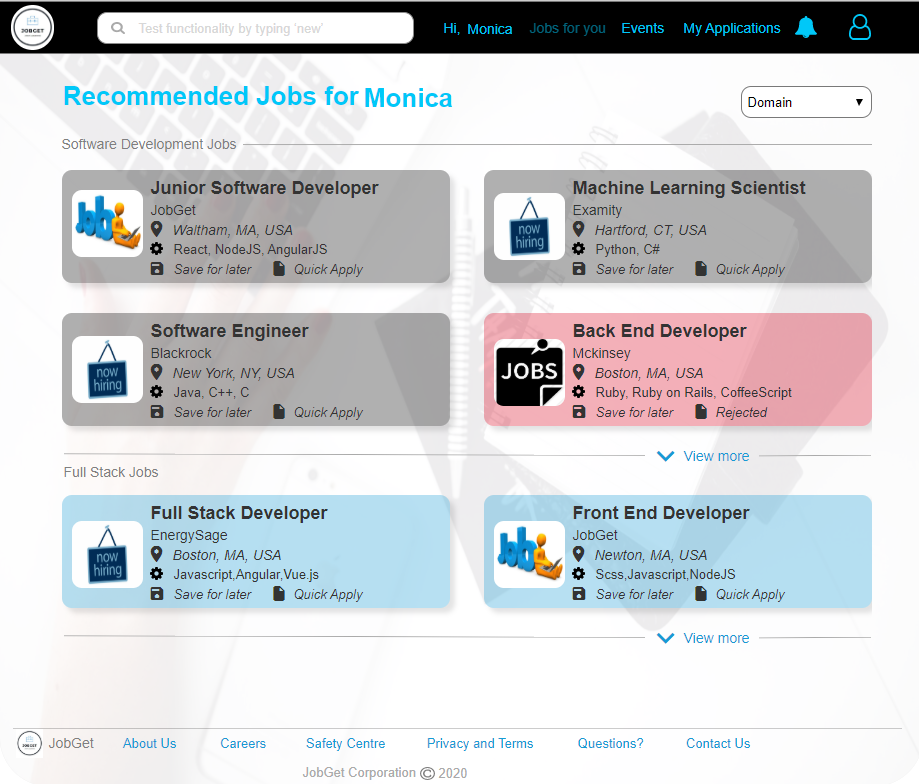 JOBGET
Test functionality by typing 'new'
Hi, Monica
Jobs for you
Events
My Applications
Recommended Jobs for Monica
Domain
Software Development Jobs
Junior Software Developer
JobGet
Waltham, MA, USA
React, NodeJS, AngularJS
Save for later
Quick Apply
Job
Machine Learning Scientist
Examity
Hartford, CT, USA
Python, C#
Save for later
Quick Apply
now
hiring
Software Engineer
Blackrock
New York, NY, USA
Java, C++, C
Save for later
Quick Apply
now
hiring
Back End Developer
Mckinsey
Boston, MA, USA
Ruby, Ruby on Rails, CoffeeScript
Save for later
Rejected
JOBS
View more
Full Stack Jobs
Full Stack Developer
EnergySage
Boston, MA, USA
Javascript,Angular,Vue.js
Save for later
Quick Apply
now
hiring
Front End Developer
JobGet
Newton, MA, USA
Scss,Javascript,NodeJS
Save for later
Quick Apply
Job
View more
JOBGET
JobGet
About Us
Careers
Safety Centre
Privacy and Terms
Questions?
Contact Us
JobGet Corporation © 2020